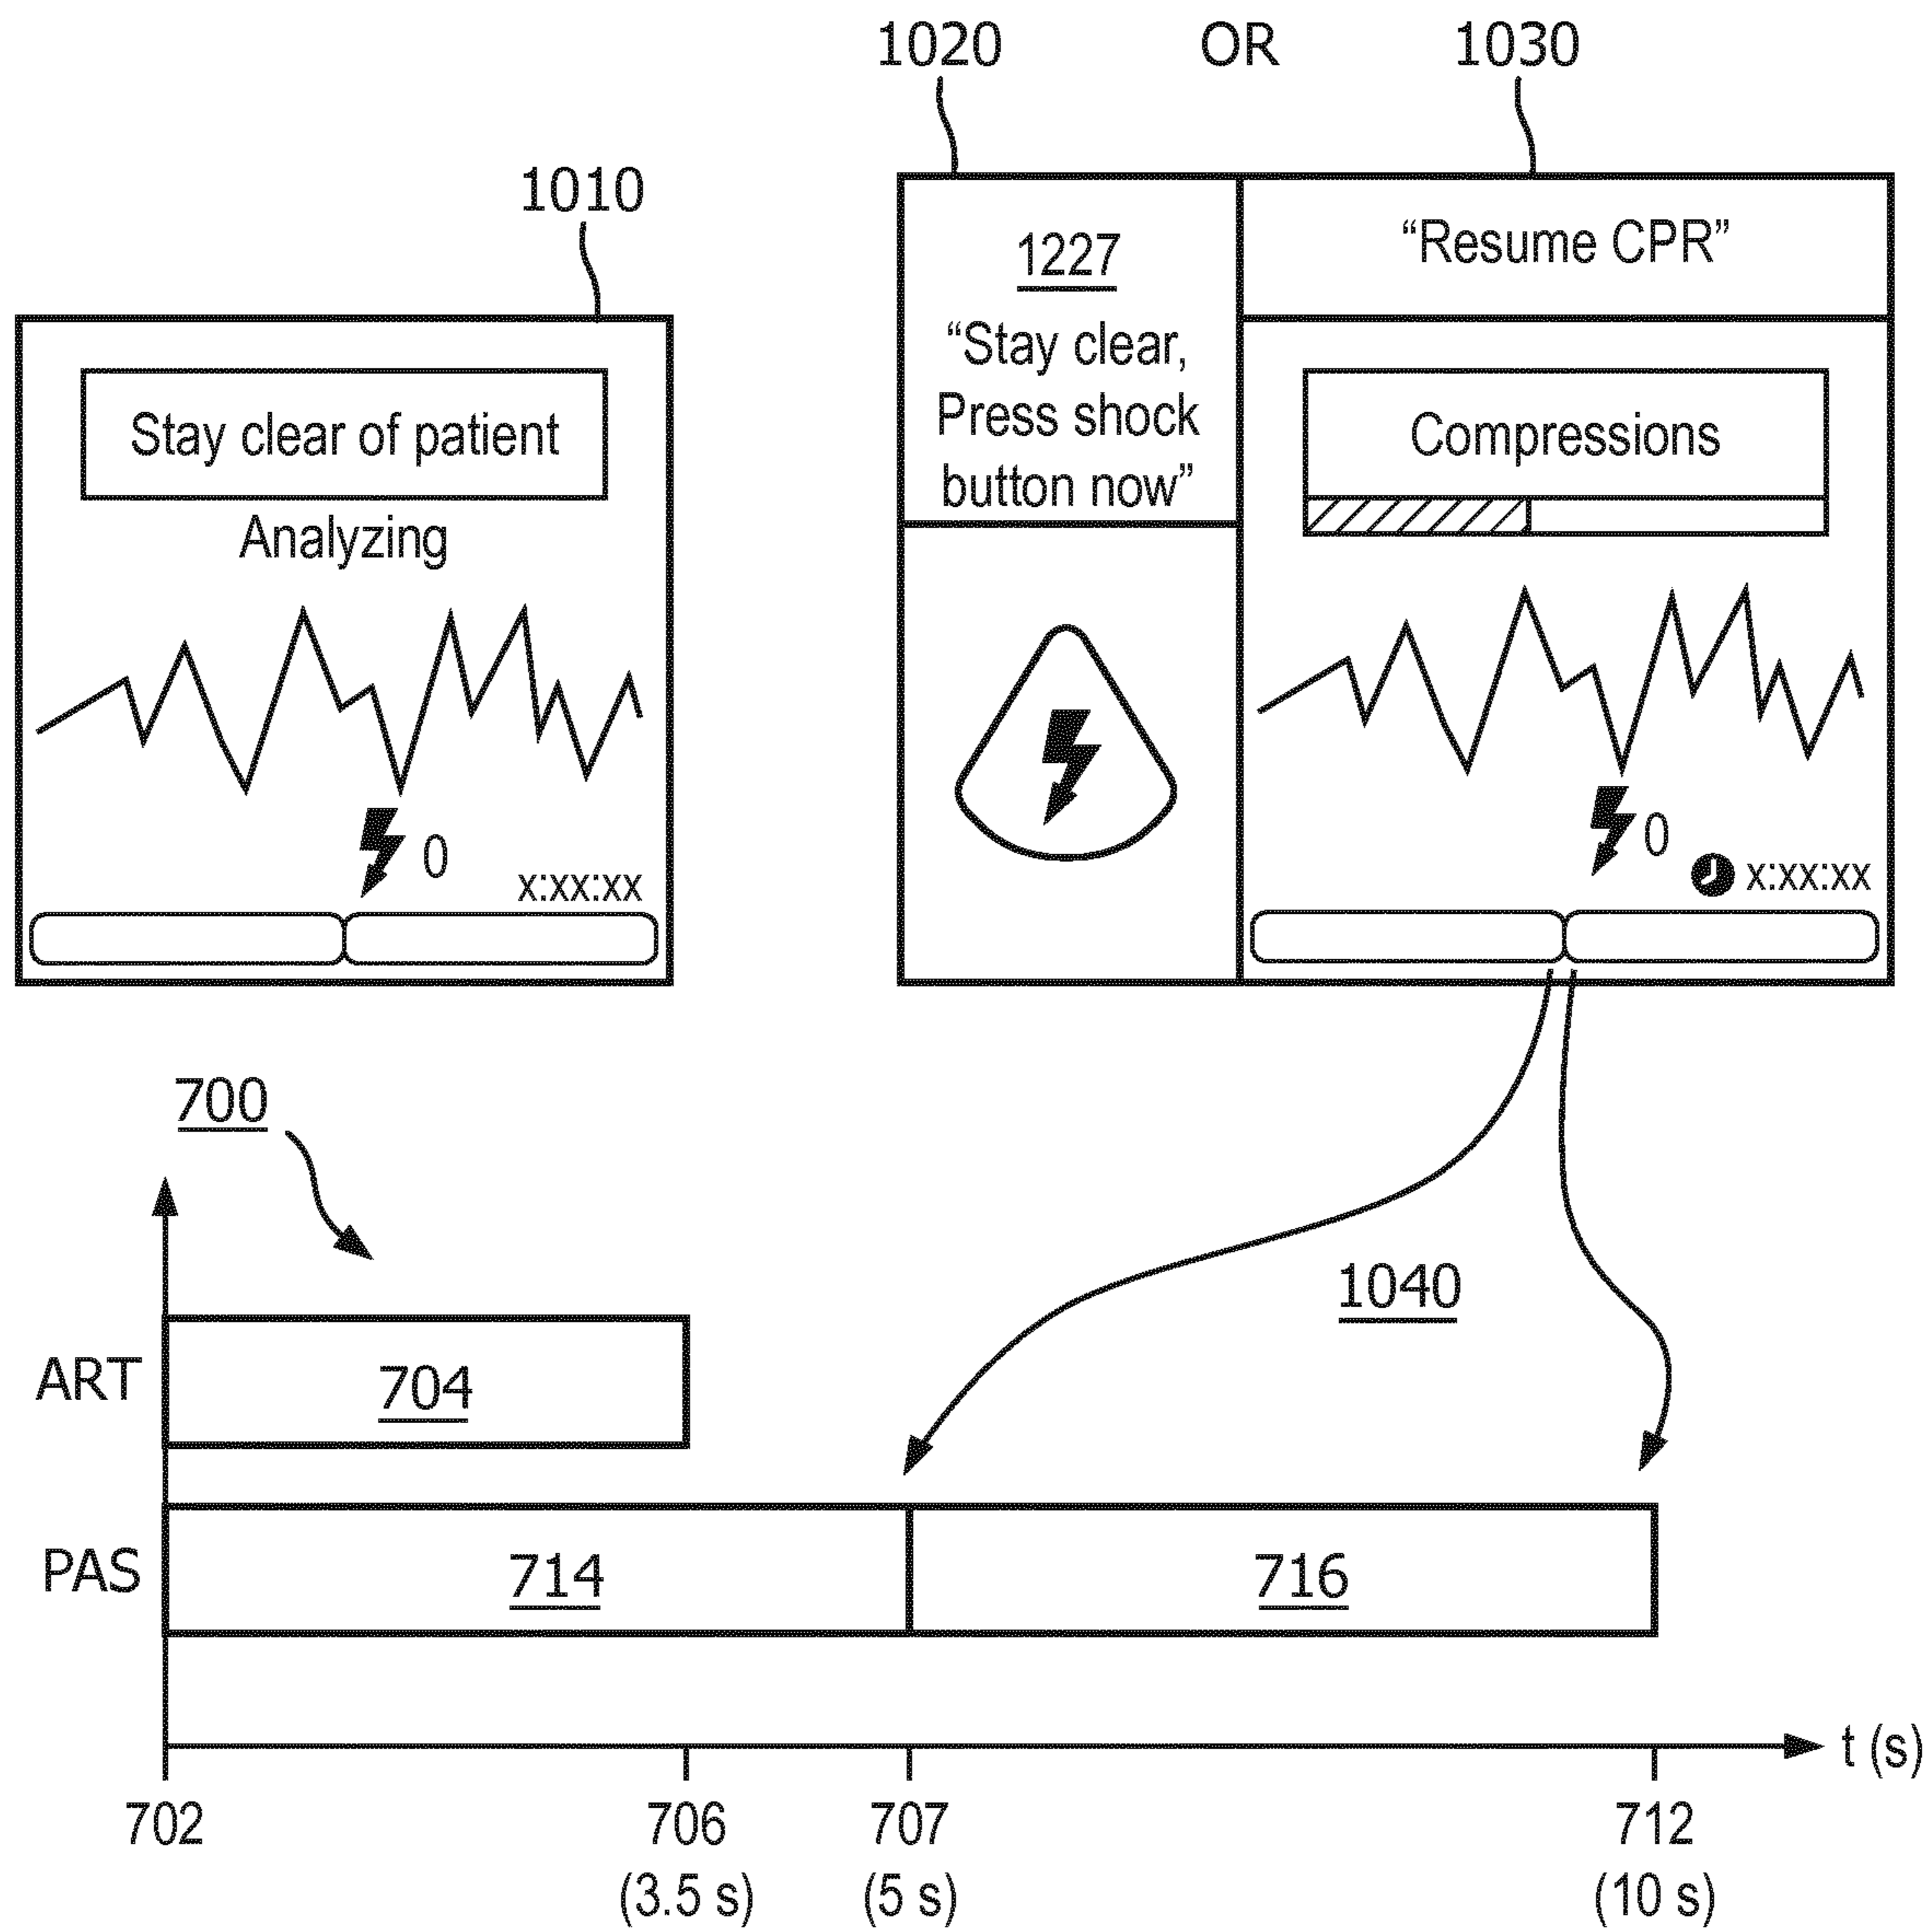 1020 OR 1030
1010
1227
“Stay clear,
Press shock
button now”
“Resume CPR”
Stay clear of patient
Analyzing
Compressions
0
x:xx:xx
0
x:xx:xx
700
1040
ART
704
PAS
714
716
t (s)
702
706
(3.5 s)
707
(5 s)
712
(10 s)